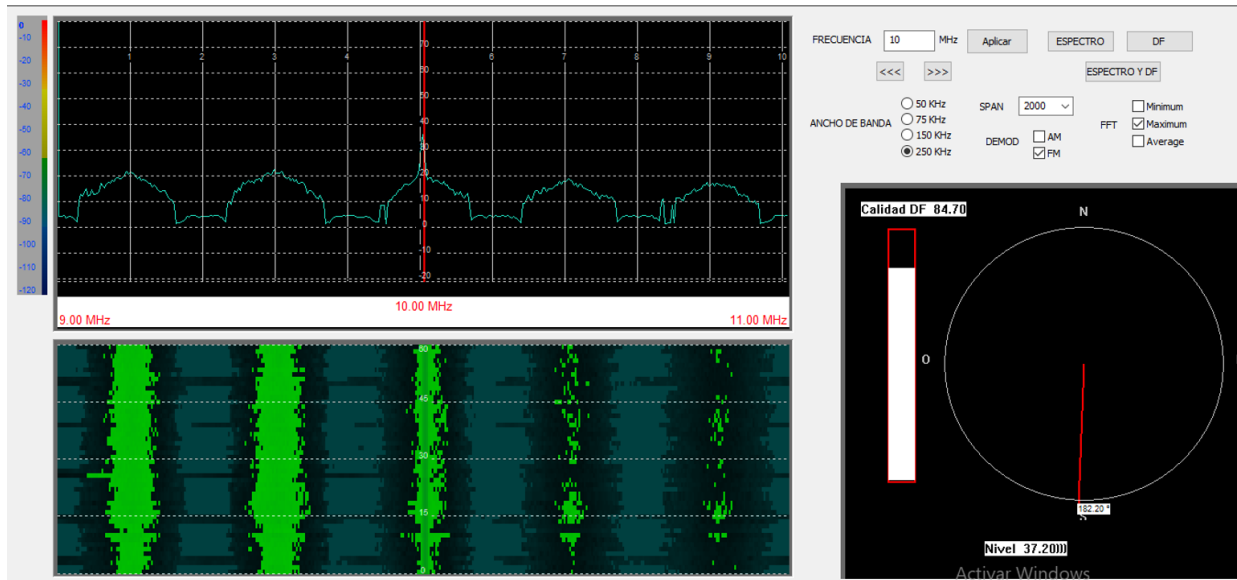 0
-10
-20
-30
-40
-50
-60
-70
-80
-90
-100
-110
-120
1 2 3 4 5 6 7 8 9 10
70
60
50
40
30
20
10
0
-10
-20
10.00 MHz
9.00 MHz 11.00 MHz
60
45
30
15
0
FRECUENCIA 10 MHz Aplicar ESPECTRO DF
<<< >>> ESPECTRO Y DF
ANCHO DE BANDA
50 KHz
75 KHz
150 KHz
250 KHz
SPAN 2000
DEMOD
AM
FM
FFT
Minimum
Maximum
Average
Calidad DF 84.70
N
O
182.20 °
S
Nivel 37.20)))
Activar Windows